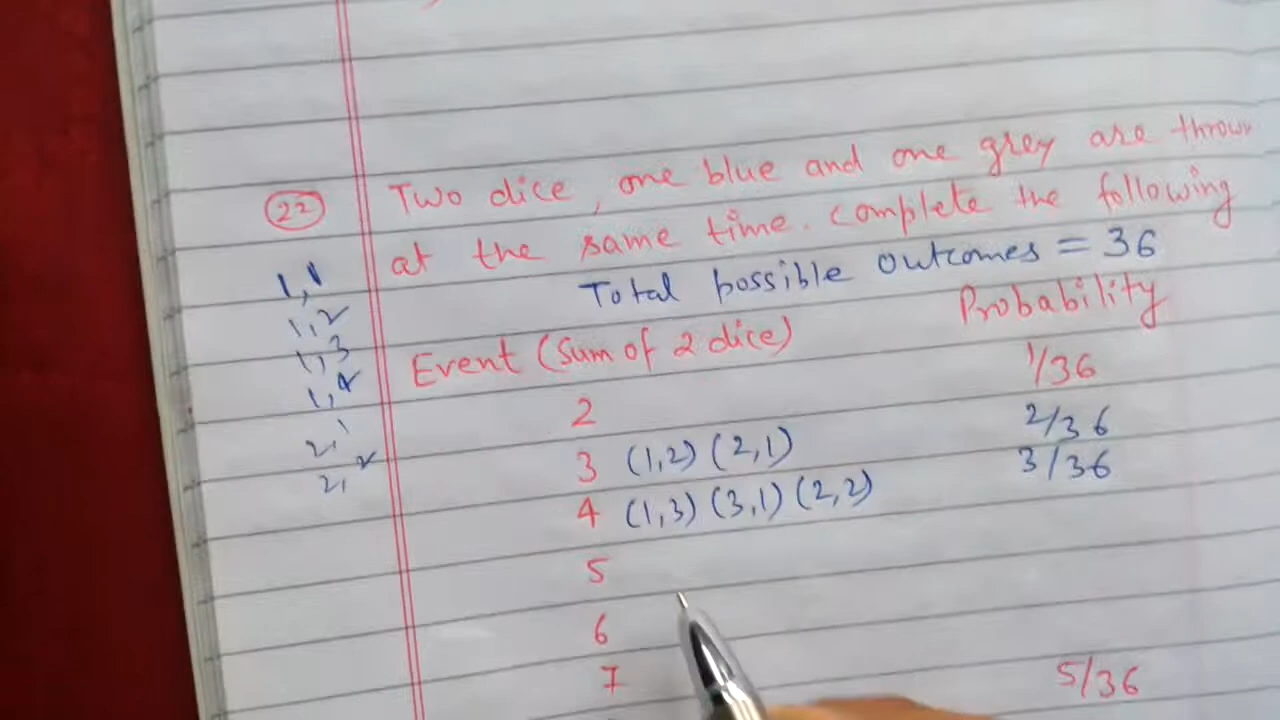 22 Two dice, one blue and one grey are thrown
at the same time. Complete the following
Total possible outcomes = 36
Event (Sum of 2 dice) Probability
2 1/36
3 (1,2) (2,1) 2/36
4 (1,3) (3,1) (2,2) 3/36
5
6
7 5/36
1,1
1,2
1,3
1,4
2,1
2,2